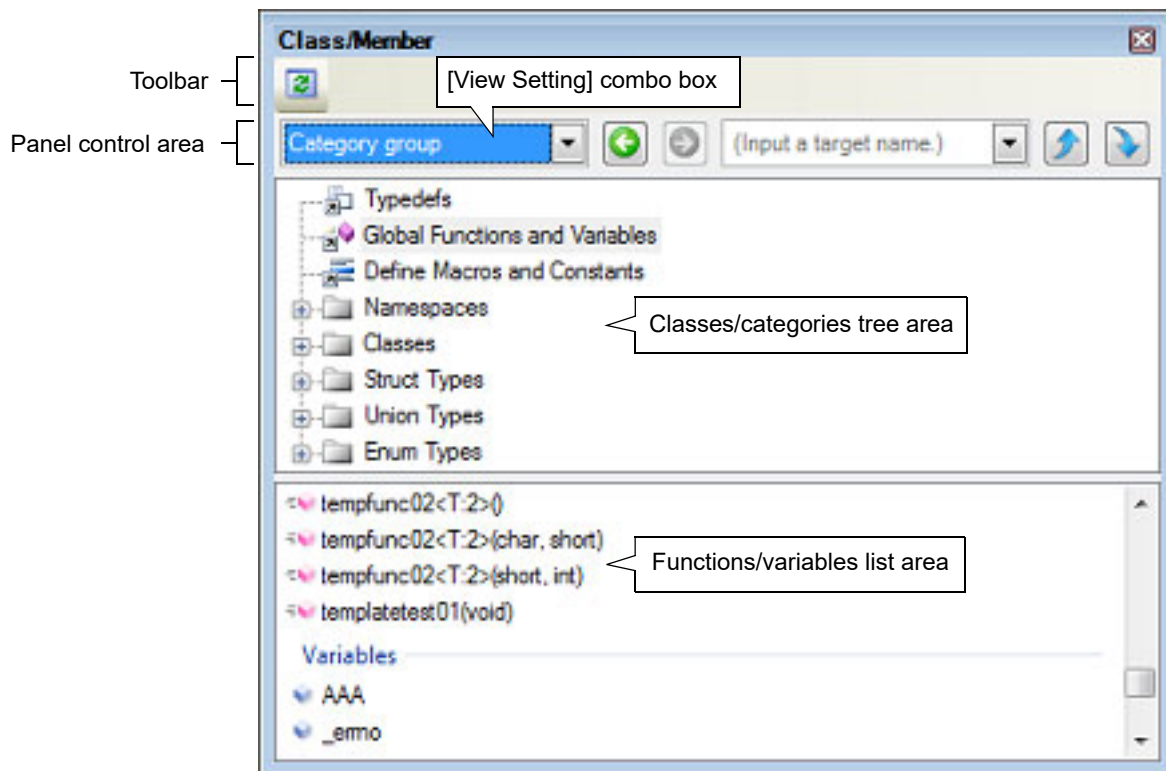 Class/Member
Toolbar
[View Setting] combo box
Panel control area
Category group
(Input a target name.)
Typedefs
Global Functions and Variables
Define Macros and Constants
Namespaces
Classes/categories tree area
Classes
Struct Types
Union Types
Enum Types
tempfunc02<T:2>()
tempfunc02<T:2>(char, short)
Functions/variables list area
tempfunc02<T:2>(short, int)
templatetest01(void)
Variables
AAA
_errno